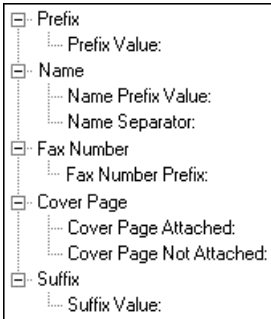 Prefix
Prefix Value:
Name
Name Prefix Value:
Name Separator:
Fax Number
Fax Number Prefix:
Cover Page
Cover Page Attached:
Cover Page Not Attached:
Suffix
Suffix Value: